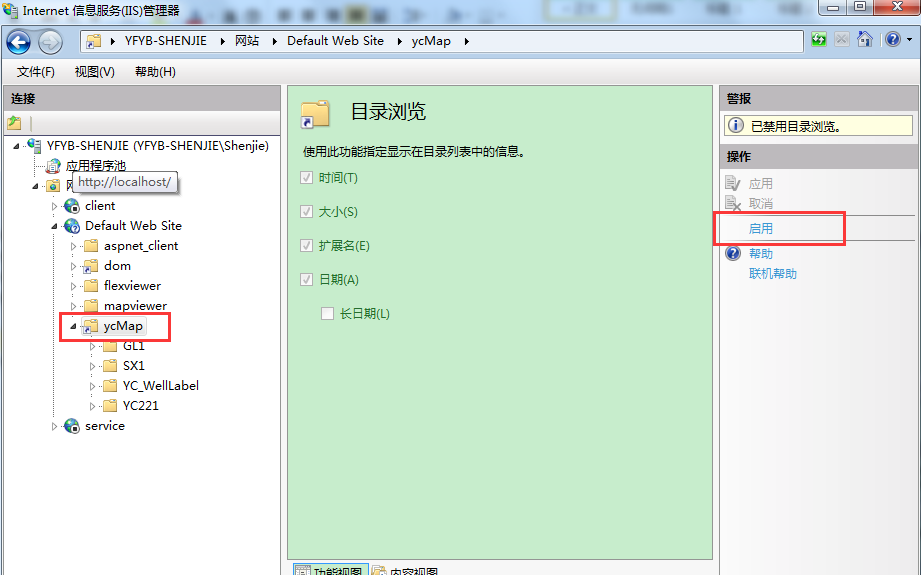 Internet 信息服务(IIS)管理器
YFYB-SHENJIE
网站
Default Web Site
ycMap
文件(F)
视图(V)
帮助(H)
连接
YFYB-SHENJIE (YFYB-SHENJIE\Shenjie)
应用程序池
http://localhost/
client
Default Web Site
aspnet_client
dom
flexviewer
mapviewer
ycMap
GL1
SX1
YC_WellLabel
YC221
service
目录浏览
使用此功能指定显示在目录列表中的信息。
时间(T)
大小(S)
扩展名(E)
日期(A)
长日期(L)
功能视图
内容视图
警报
已禁用目录浏览。
操作
应用
取消
启用
帮助
联机帮助